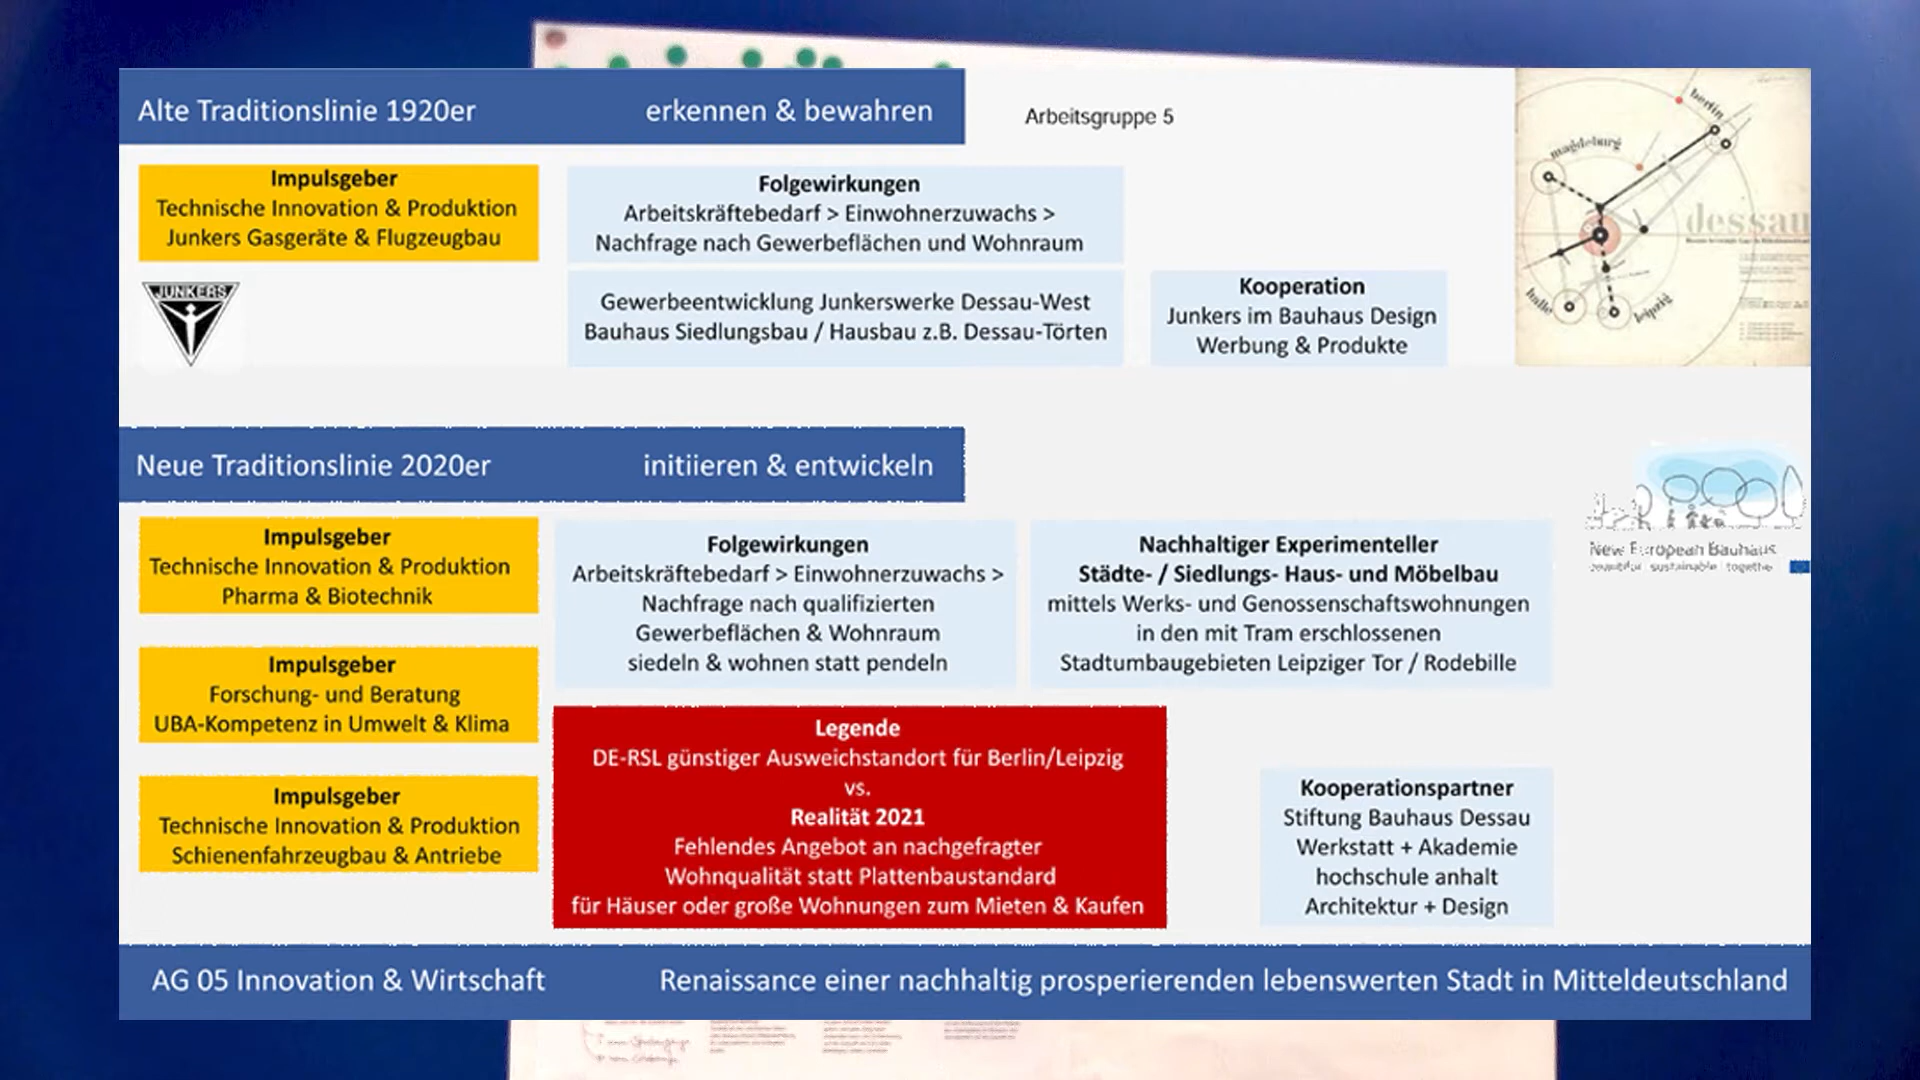 Alte Traditionslinie 1920er erkennen & bewahren
Arbeitsgruppe 5
Impulsgeber
Technische Innovation & Produktion
Junkers Gasgeräte & Flugzeugbau
JUNKERS
Folgewirkungen
Arbeitskräftebedarf > Einwohnerzuwachs >
Nachfrage nach Gewerbeflächen und Wohnraum
Gewerbeentwicklung Junkerswerke Dessau-West
Bauhaus Siedlungsbau / Hausbau z.B. Dessau-Törten
Kooperation
Junkers im Bauhaus Design
Werbung & Produkte
berlin
magdeburg
dessau
halle
leipzig
Neue Traditionslinie 2020er initiieren & entwickeln
Impulsgeber
Technische Innovation & Produktion
Pharma & Biotechnik
Impulsgeber
Forschung- und Beratung
UBA-Kompetenz in Umwelt & Klima
Impulsgeber
Technische Innovation & Produktion
Schienenfahrzeugbau & Antriebe
Folgewirkungen
Arbeitskräftebedarf > Einwohnerzuwachs >
Nachfrage nach qualifizierten
Gewerbeflächen & Wohnraum
siedeln & wohnen statt pendeln
Nachhaltiger Experimenteller
Städte- / Siedlungs- Haus- und Möbelbau
mittels Werks- und Genossenschaftswohnungen
in den mit Tram erschlossenen
Stadtumbaugebieten Leipziger Tor / Rodebille
New European Bauhaus
beautiful sustainable together
Legende
DE-RSL günstiger Ausweichstandort für Berlin/Leipzig
vs.
Realität 2021
Fehlendes Angebot an nachgefragter
Wohnqualität statt Plattenbaustandard
für Häuser oder große Wohnungen zum Mieten & Kaufen
Kooperationspartner
Stiftung Bauhaus Dessau
Werkstatt + Akademie
hochschule anhalt
Architektur + Design
AG 05 Innovation & Wirtschaft Renaissance einer nachhaltig prosperierenden lebenswerten Stadt in Mitteldeutschland